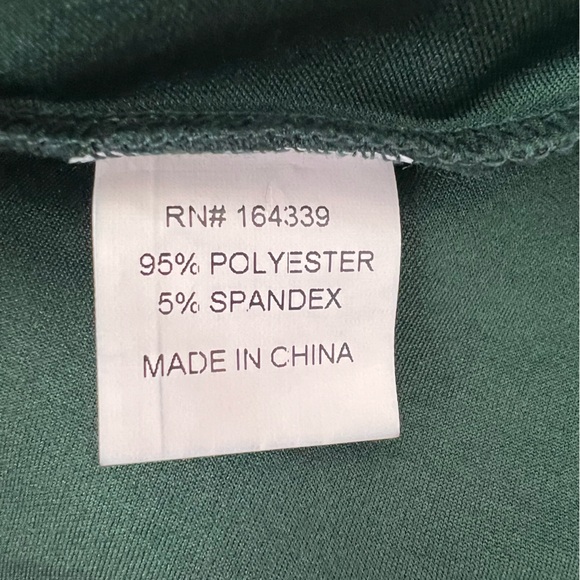 RN# 164339
95% POLYESTER
5% SPANDEX
MADE IN CHINA